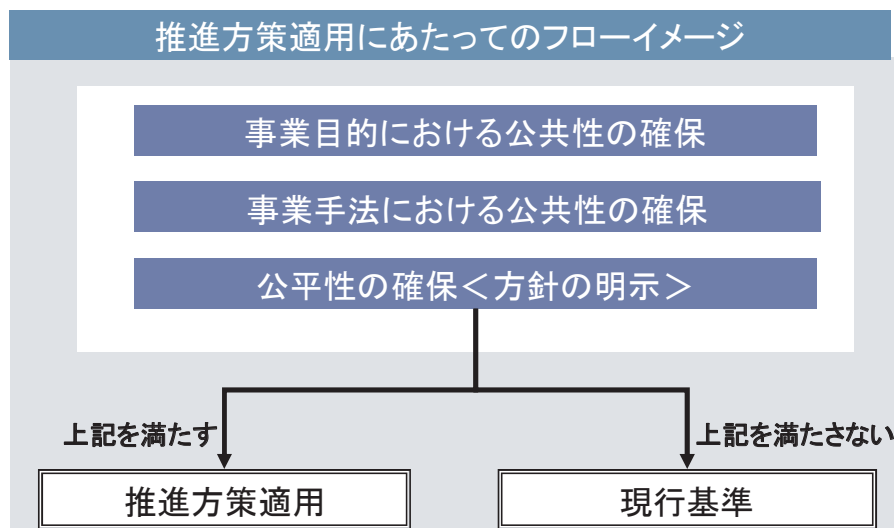 推進方策適用にあたってのフローイメージ
事業目的における公共性の確保
事業手法における公共性の確保
公平性の確保＜方針の明示＞
上記を満たす
上記を満たさない
推進方策適用
現行基準